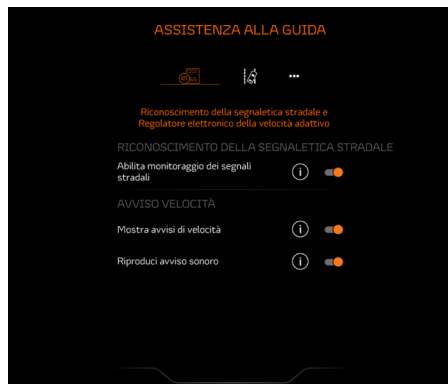 ASSISTENZA ALLA GUIDA
Riconoscimento della segnaletica stradale e
Regolatore elettronico della velocità adattivo
RICONOSCIMENTO DELLA SEGNALETICA STRADALE
Abilita monitoraggio dei segnali
stradali
AVVISO VELOCITÀ
Mostra avvisi di velocità
Riproduci avviso sonoro